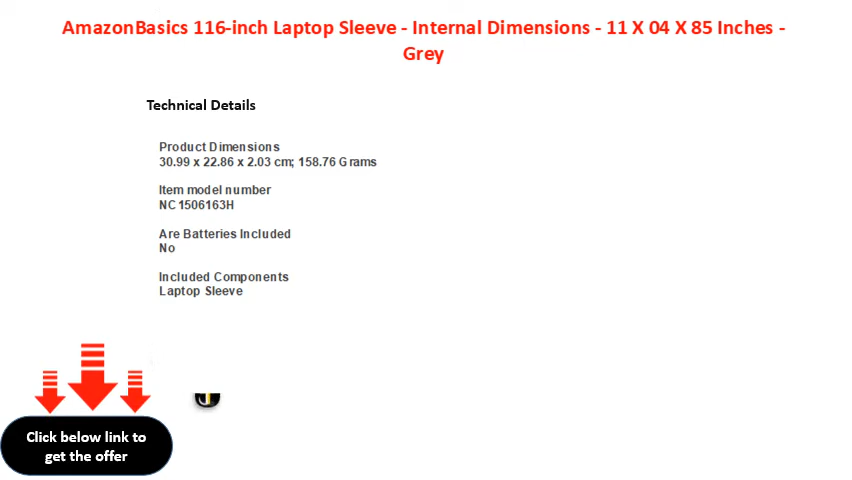 AmazonBasics 116-inch Laptop Sleeve - Internal Dimensions - 11 X 04 X 85 Inches -
Grey
Technical Details
Product Dimensions
30.99 x 22.86 x 2.03 cm; 158.76 Grams
Item model number
NC1506163H
Are Batteries Included
No
Included Components
Laptop Sleeve
Click below link to
get the offer